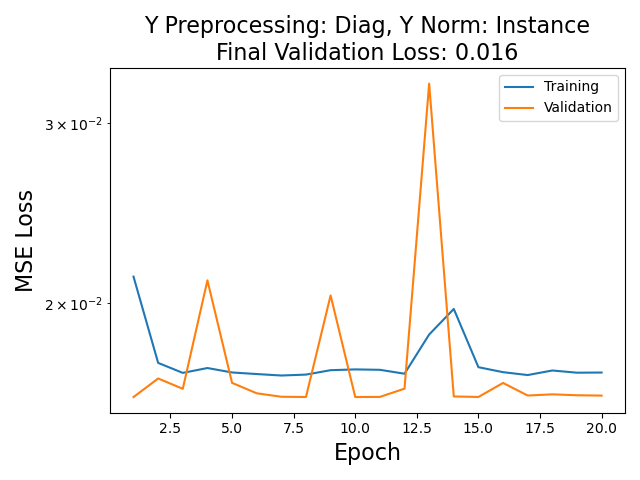 Y Preprocessing: Diag, Y Norm: Instance
Final Validation Loss: 0.016
Training
Validation
3 × 10⁻²
2 × 10⁻²
MSE Loss
2.5 5.0 7.5 10.0 12.5 15.0 17.5 20.0
Epoch